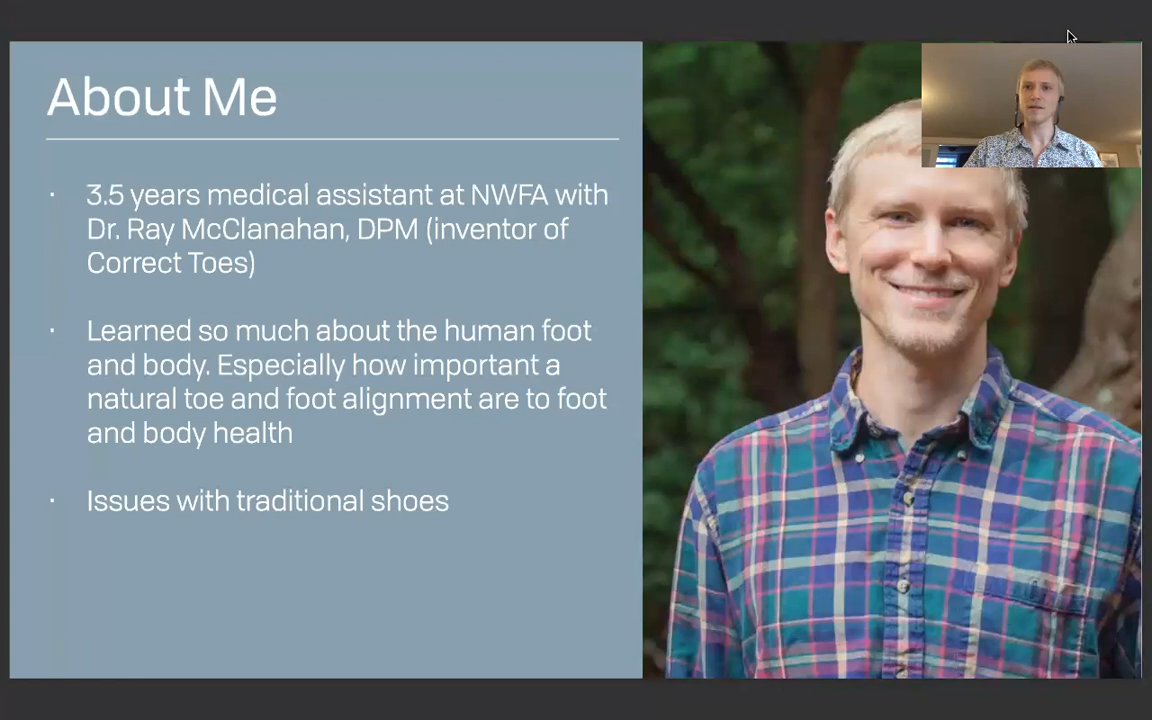 About Me
· 3.5 years medical assistant at NWFA with
Dr. Ray McClanahan, DPM (inventor of
Correct Toes)
· Learned so much about the human foot
and body. Especially how important a
natural toe and foot alignment are to foot
and body health
· Issues with traditional shoes